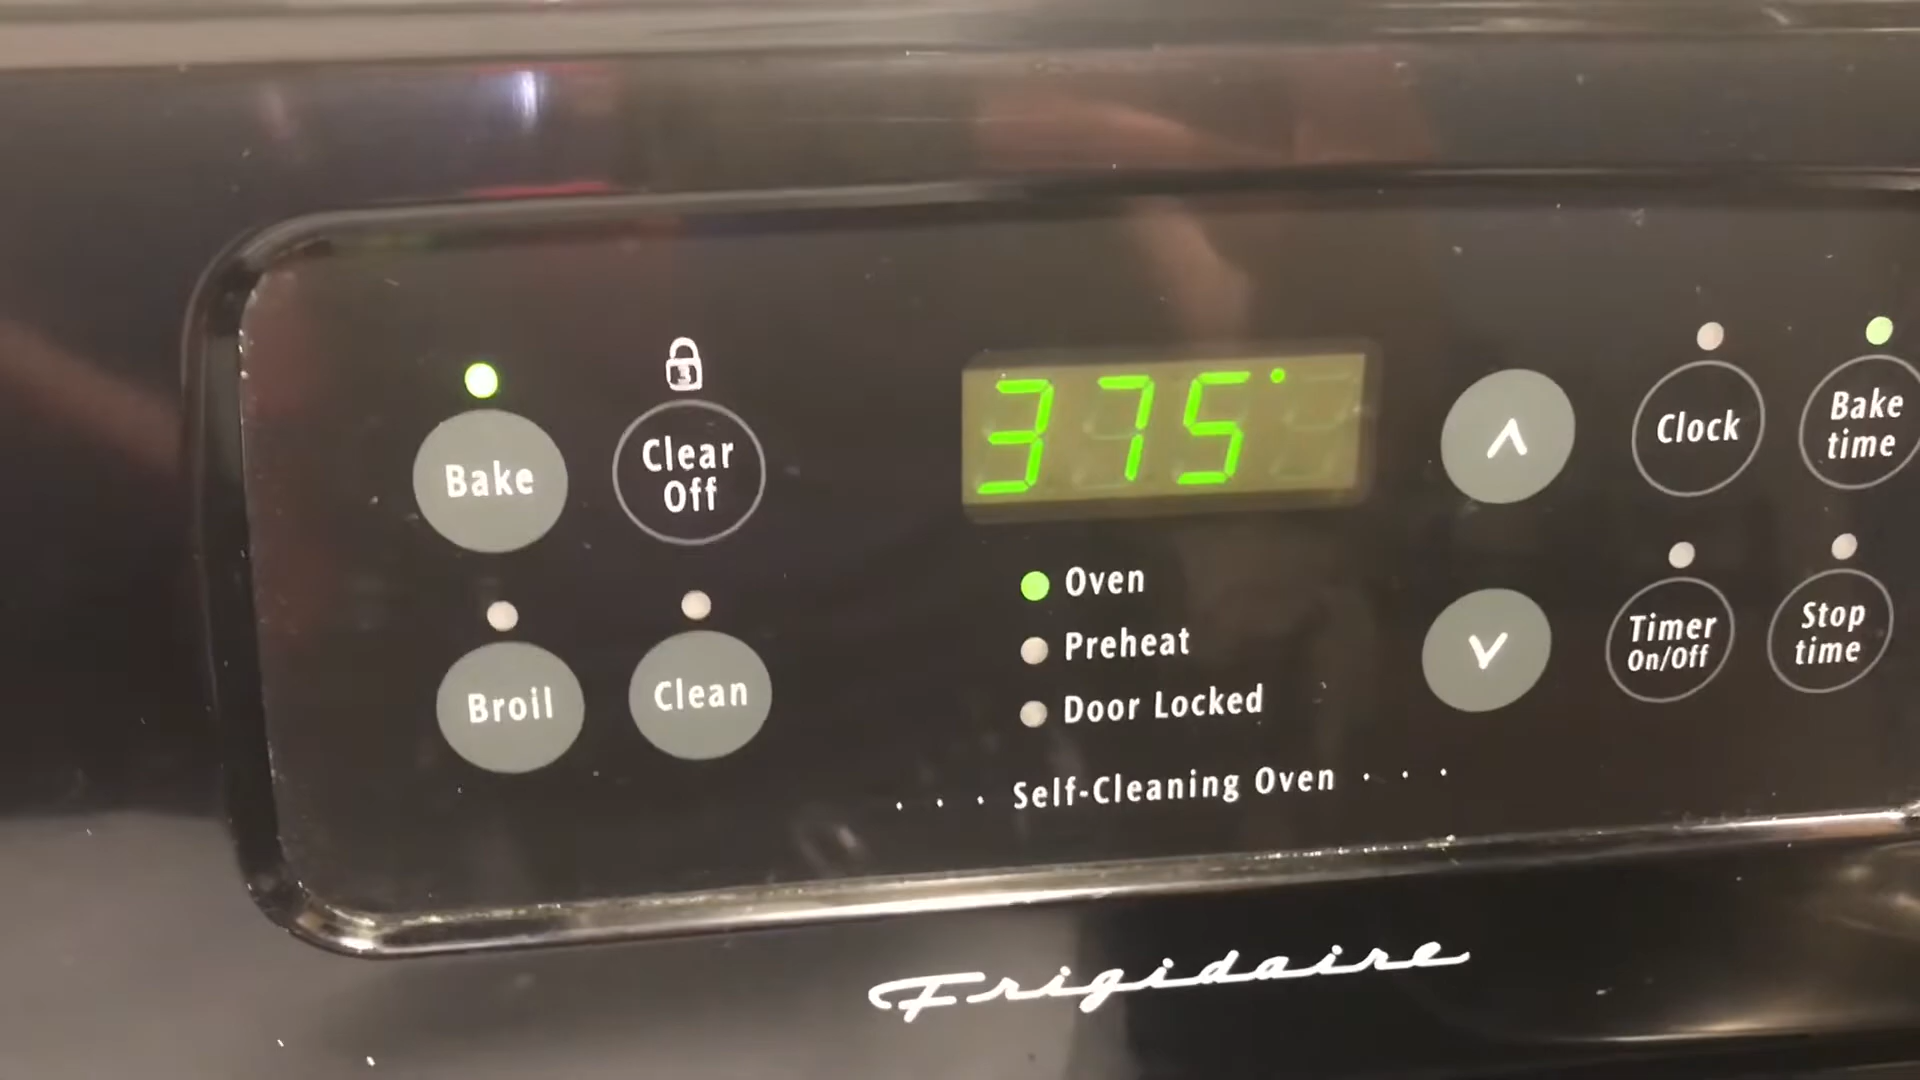 3
Bake
Clear
Off
375°
Clock
Bake
time
Broil
Clean
Oven
Preheat
Door Locked
Timer
On/Off
Stop
time
Self-Cleaning Oven
Frigidaire